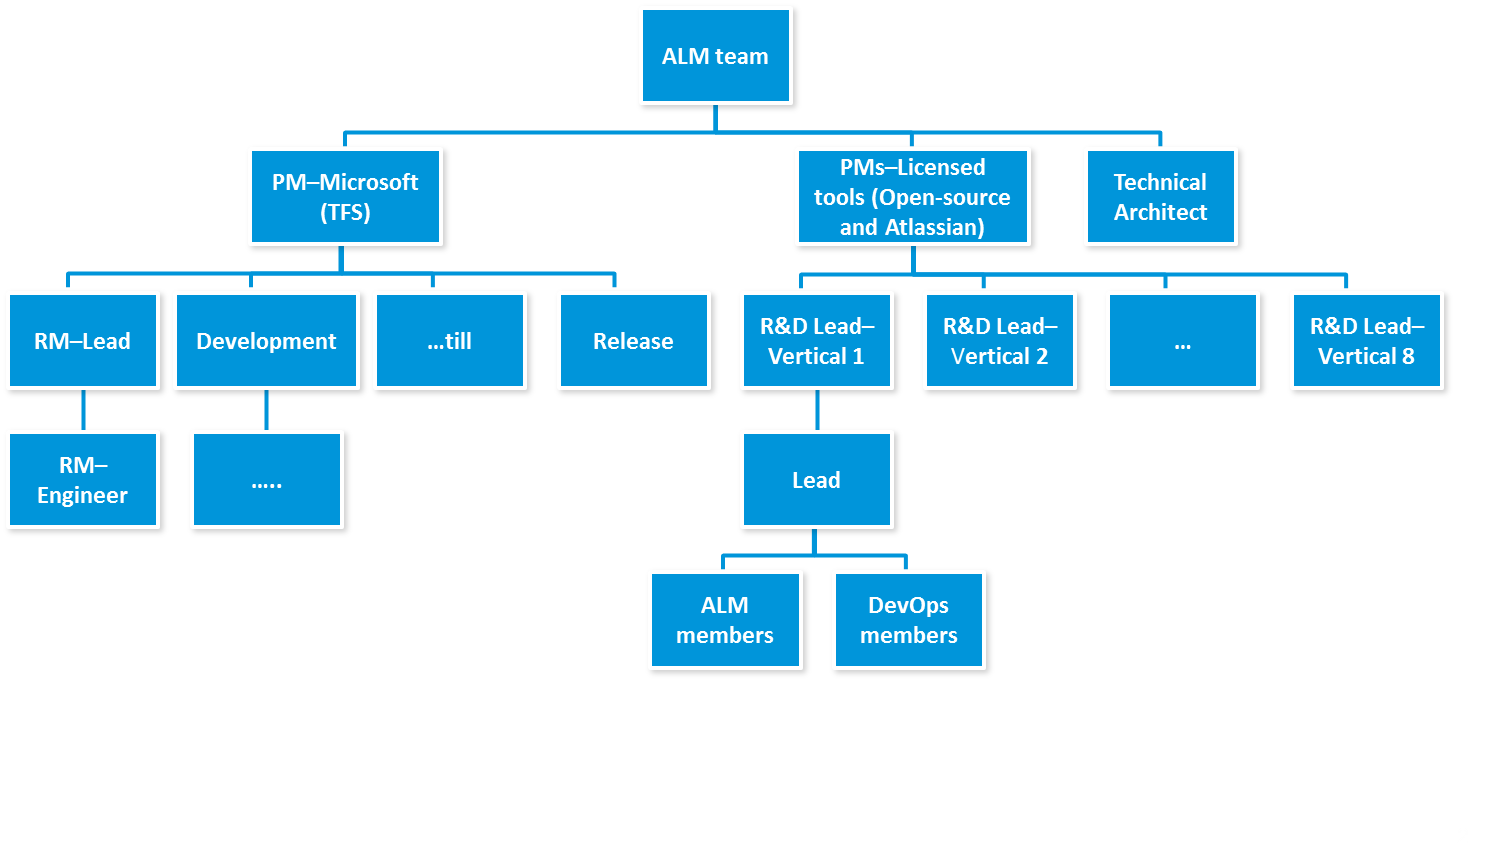 ALM team
PM–Microsoft
(TFS)
PMs–Licensed
tools (Open-source
and Atlassian)
Technical
Architect
RM–Lead
Development
...till
Release
R&D Lead–
Vertical 1
R&D Lead–
Vertical 2
...
R&D Lead–
Vertical 8
RM–
Engineer
.....
Lead
ALM
members
DevOps
members